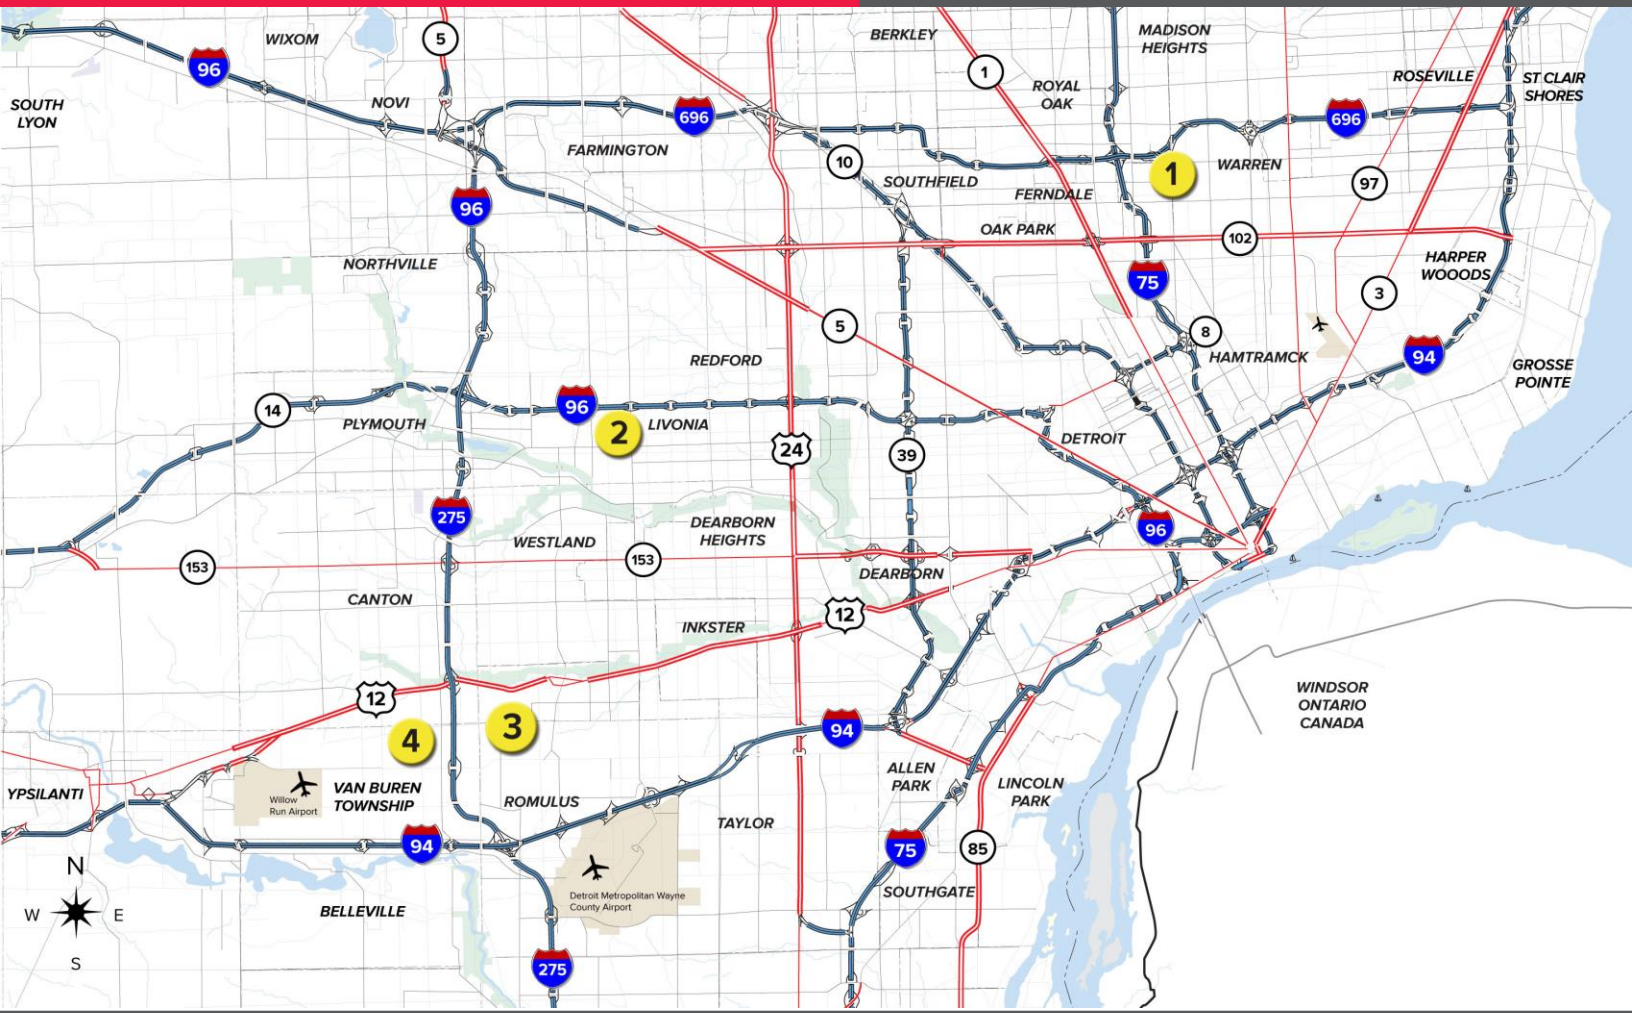 WIXOM
5
BERKLEY
MADISON
HEIGHTS
96
1
ROSEVILLE
ST CLAIR
SHORES
SOUTH
LYON
NOVI
ROYAL
OAK
696
696
FARMINGTON
10
SOUTHFIELD
1
WARREN
97
FERNDALE
96
OAK PARK
102
NORTHVILLE
HARPER
WOOODS
75
3
5
8
REDFORD
HAMTRAMCK
94
GROSSE
POINTE
14
96
PLYMOUTH
2
LIVONIA
24
39
DETROIT
275
96
DEARBORN
HEIGHTS
WESTLAND
153
153
DEARBORN
CANTON
12
INKSTER
12
WINDSOR
ONTARIO
CANADA
4
3
94
YPSILANTI
Willow
Run Airport
VAN BUREN
TOWNSHIP
ROMULUS
ALLEN
PARK
LINCOLN
PARK
TAYLOR
94
75
85
N
W
E
S
Detroit Metropolitan Wayne
County Airport
SOUTHGATE
BELLEVILLE
275